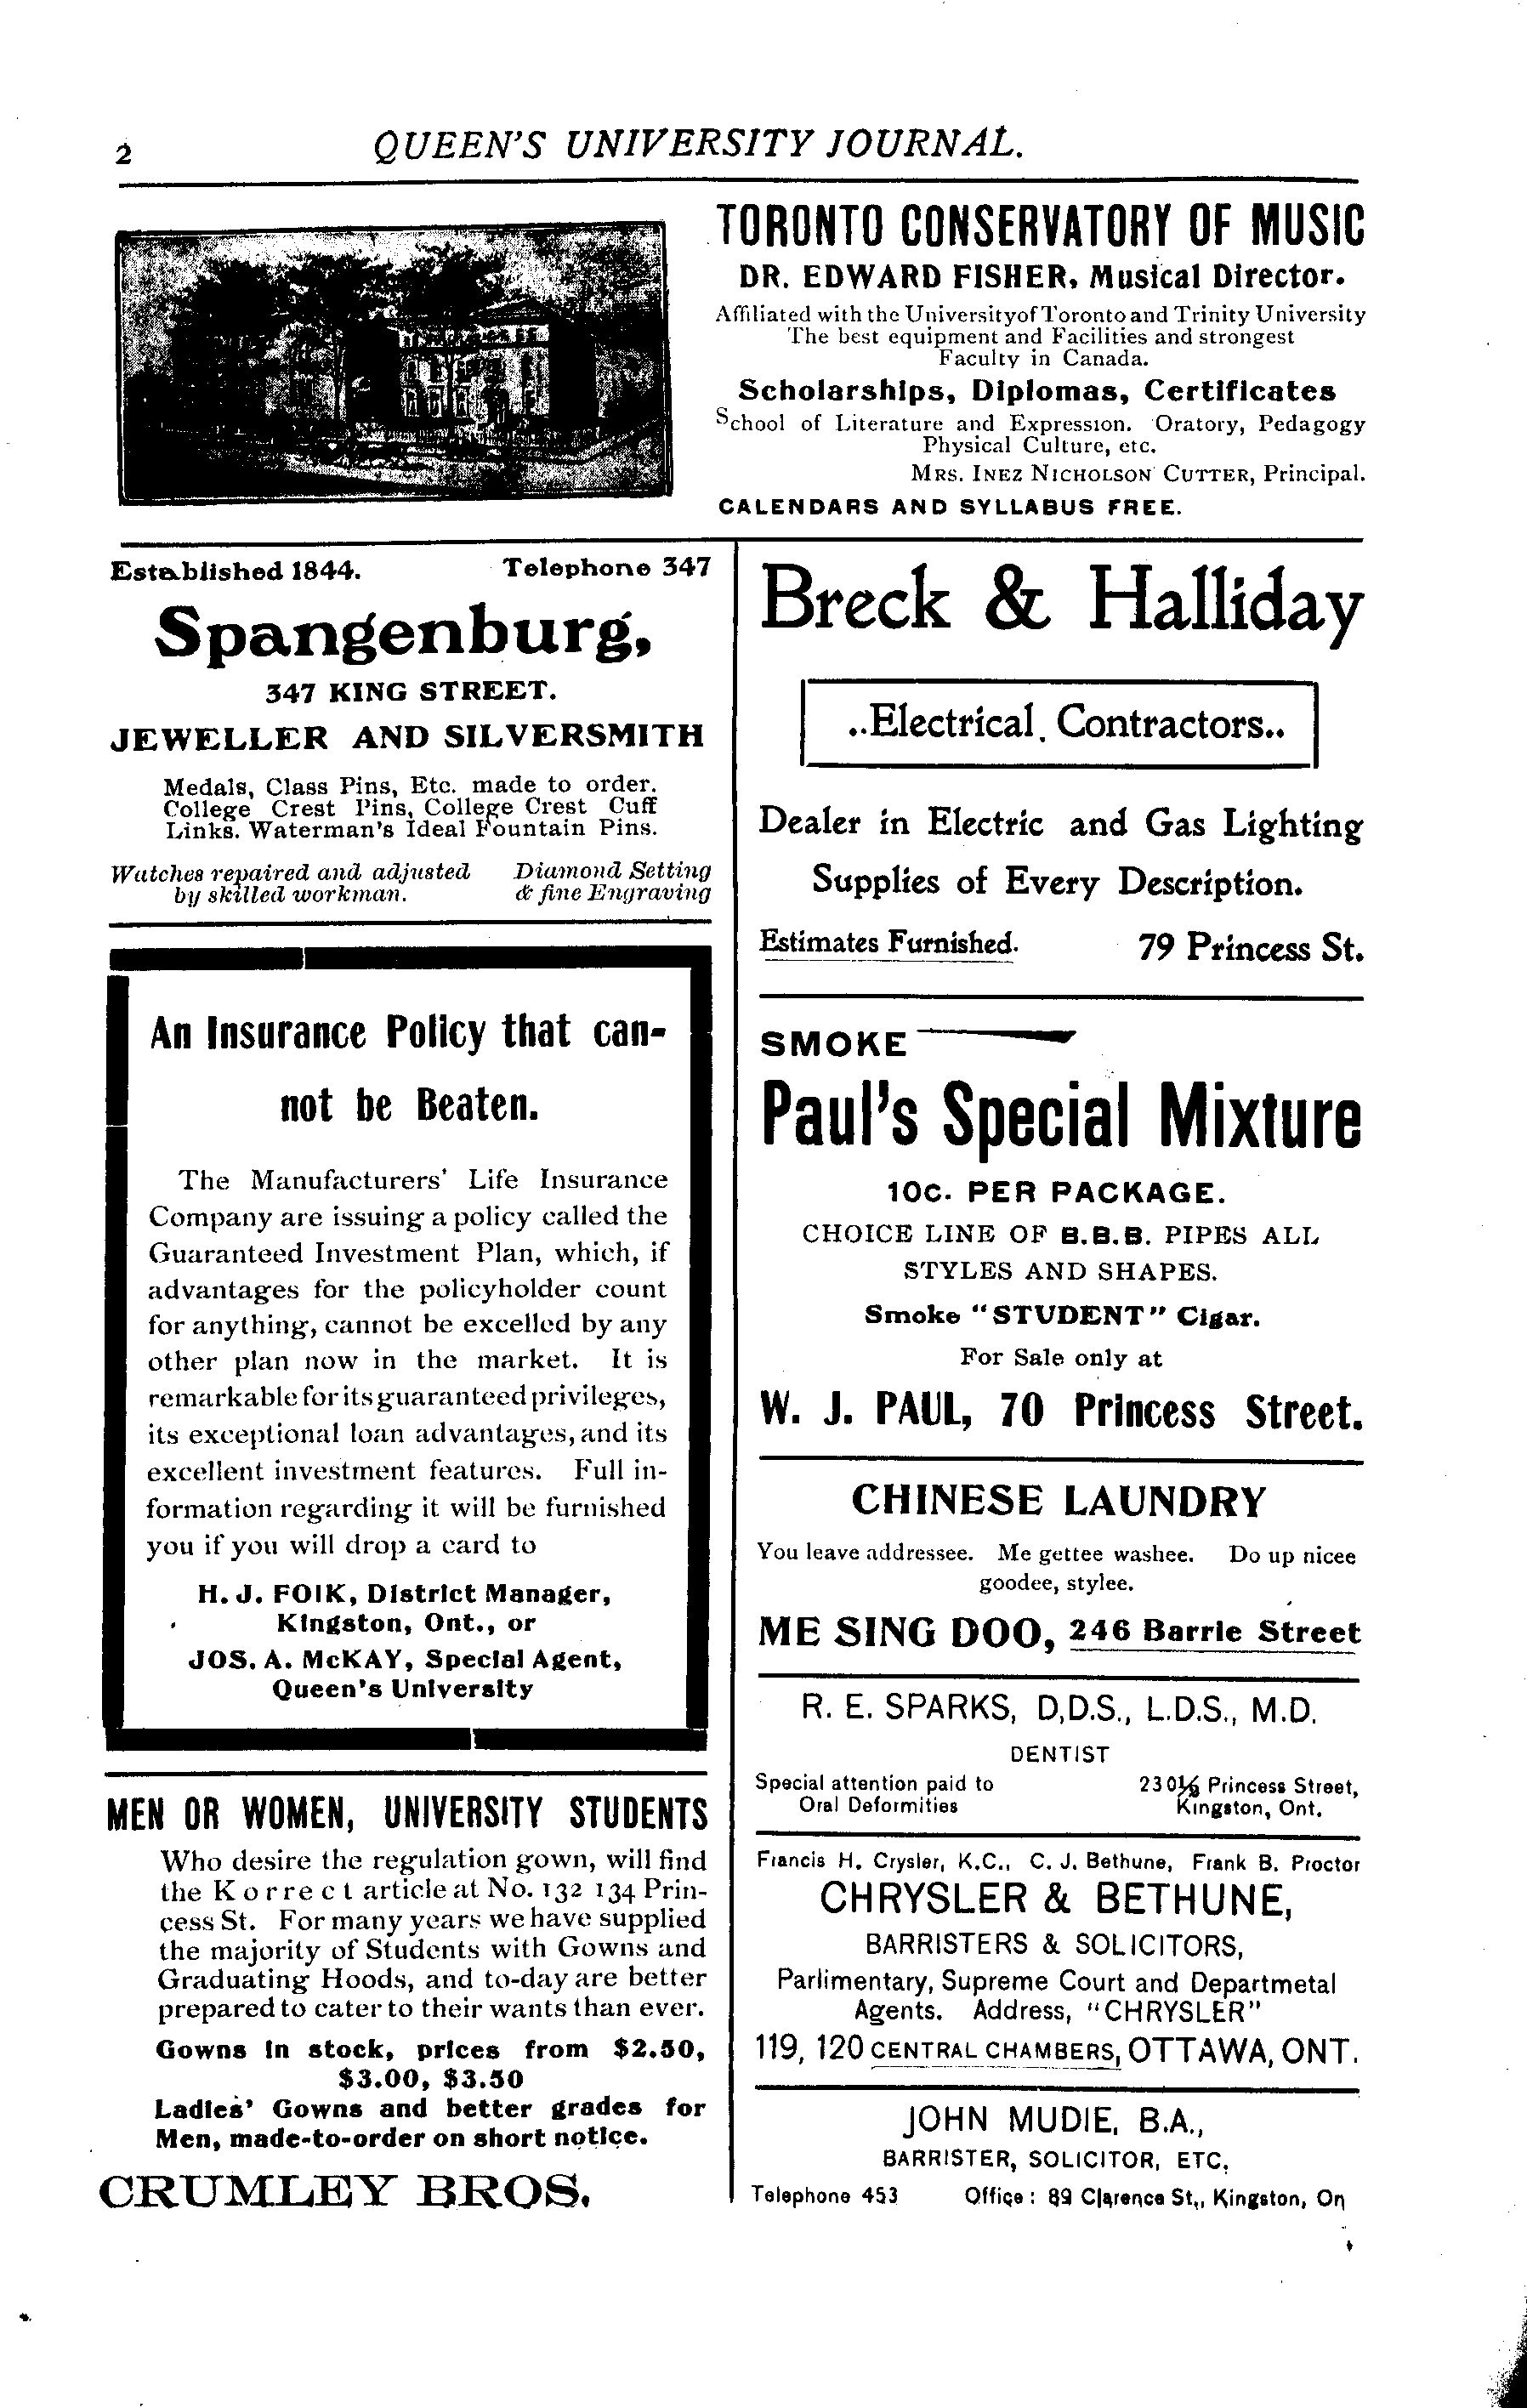 2
QUEEN'S UNIVERSITY JOURNAL.
TORONTO CONSERVATORY OF MUSIC
DR. EDWARD FISHER, Musical Director.
Affiliated with the University of Toronto and Trinity University
The best equipment and Facilities and strongest
Faculty in Canada.
Scholarships, Diplomas, Certificates
School of Literature and Expression. Oratory, Pedagogy
Physical Culture, etc.
MRS. INEZ NICHOLSON CUTTER, Principal.
CALENDARS AND SYLLABUS FREE.
Established 1844. Telephone 347
Spangenburg,
347 KING STREET.
JEWELLER AND SILVERSMITH
Medals, Class Pins, Etc. made to order.
College Crest Pins, College Crest Cuff
Links. Waterman's Ideal Fountain Pins.
Watches repaired and adjusted
by skilled workman.
Diamond Setting
& fine Engraving
An Insurance Policy that can-
not be Beaten.
The Manufacturers' Life Insurance
Company are issuing a policy called the
Guaranteed Investment Plan, which, if
advantages for the policyholder count
for anything, cannot be excelled by any
other plan now in the market. It is
remarkable for its guaranteed privileges,
its exceptional loan advantages, and its
excellent investment features. Full in-
formation regarding it will be furnished
you if you will drop a card to
H. J. FOIK, District Manager,
Kingston, Ont., or
JOS. A. McKAY, Special Agent,
Queen's University
MEN OR WOMEN, UNIVERSITY STUDENTS
Who desire the regulation gown, will find
the Korrect article at No. 132 134 Prin-
cess St. For many years we have supplied
the majority of Students with Gowns and
Graduating Hoods, and to-day are better
prepared to cater to their wants than ever.
Gowns in stock, prices from $2.50,
$3.00, $3.50
Ladies' Gowns and better grades for
Men, made-to-order on short notice.
CRUMLEY BROS.
Breck & Halliday
..Electrical. Contractors..
Dealer in Electric and Gas Lighting
Supplies of Every Description.
Estimates Furnished. 79 Princess St.
SMOKE
Paul's Special Mixture
10c. PER PACKAGE.
CHOICE LINE OF B.B.B. PIPES ALL
STYLES AND SHAPES.
Smoke "STUDENT" Cigar.
For Sale only at
W. J. PAUL, 70 Princess Street.
CHINESE LAUNDRY
You leave addressee. Me gettee washee. Do up nicee
goodee, stylee.
ME SING DOO, 246 Barrie Street
R. E. SPARKS, D,D.S., L.D.S., M.D.
DENTIST
Special attention paid to
Oral Deformities
230½ Princess Street,
Kingston, Ont.
Francis H. Crysler, K.C., C. J. Bethune, Frank B. Proctor
CHRYSLER & BETHUNE,
BARRISTERS & SOLICITORS,
Parlimentary, Supreme Court and Departmetal
Agents. Address, "CHRYSLER"
119, 120 CENTRAL CHAMBERS, OTTAWA, ONT.
JOHN MUDIE, B.A.,
BARRISTER, SOLICITOR, ETC.
Telephone 453 Office : 89 Clarence St,, Kingston, On